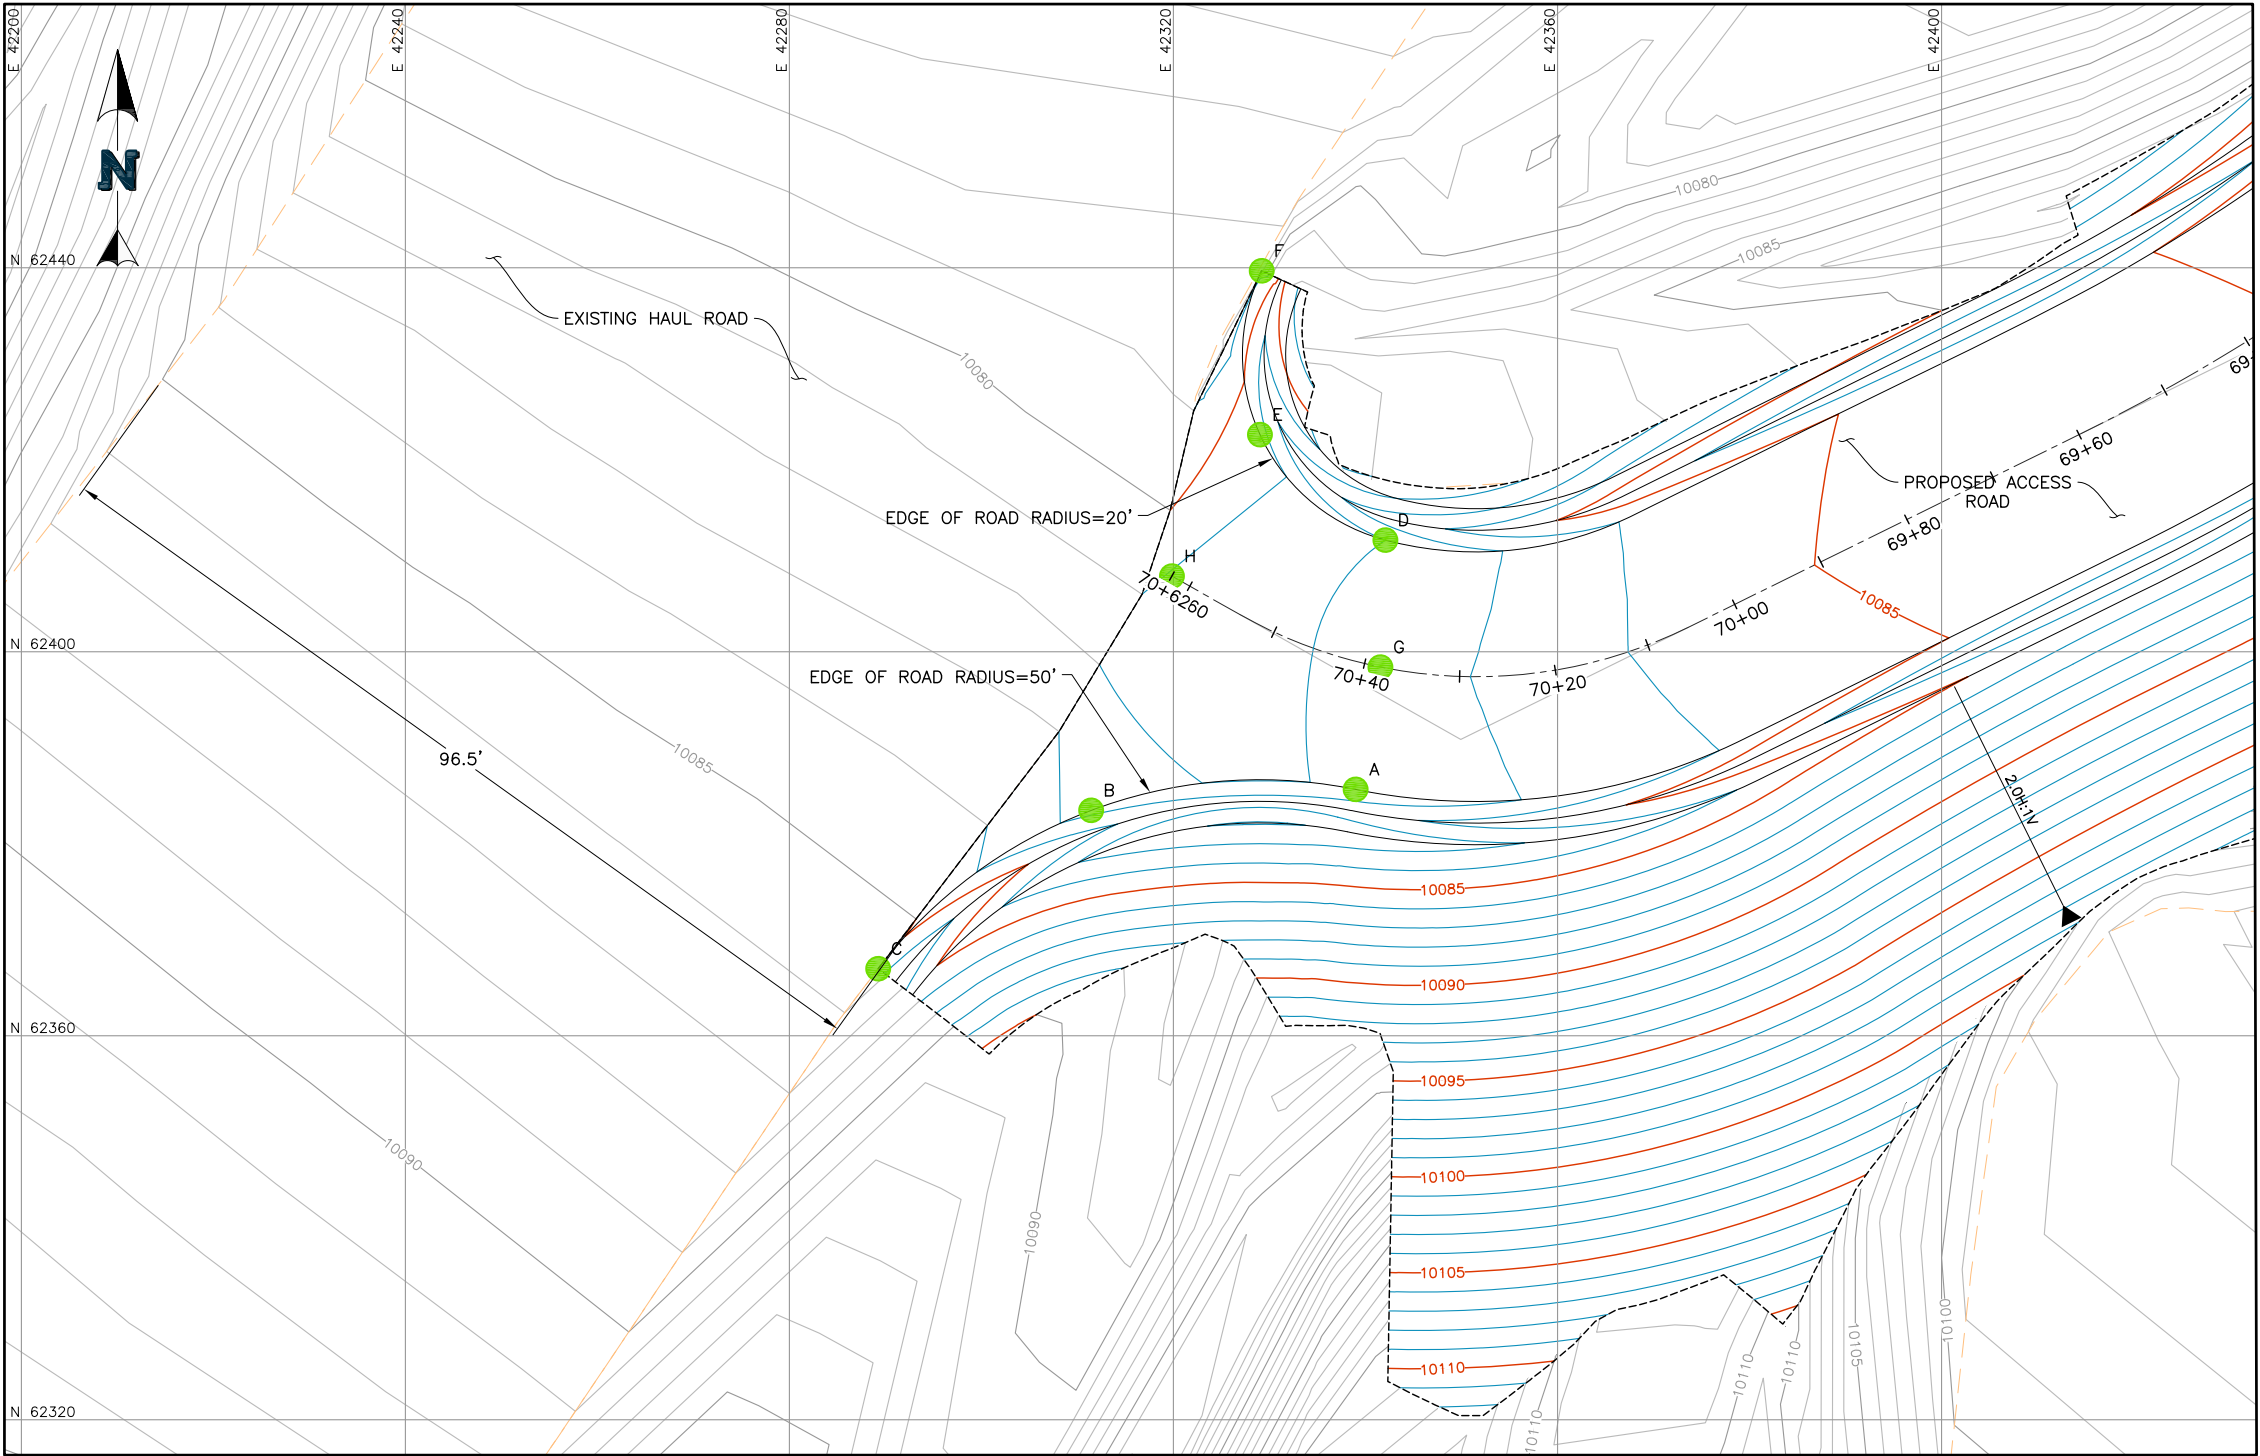 E 42200
E 42240
E 42280
E 42320
E 42360
E 42400
N
10080
10085
N 62440
F
EXISTING HAUL ROAD
10080
69
E
69+60
PROPOSED ACCESS
ROAD
EDGE OF ROAD RADIUS=20'
D
69+80
H
70+6260
10085
70+00
N 62400
G
EDGE OF ROAD RADIUS=50'
70+40
70+20
10085
96.5'
A
B
2.0H:1V
10085
C
10090
N 62360
10095
10090
10100
10090
10105
10100
10105
10110
10110
10110
N 62320
10110